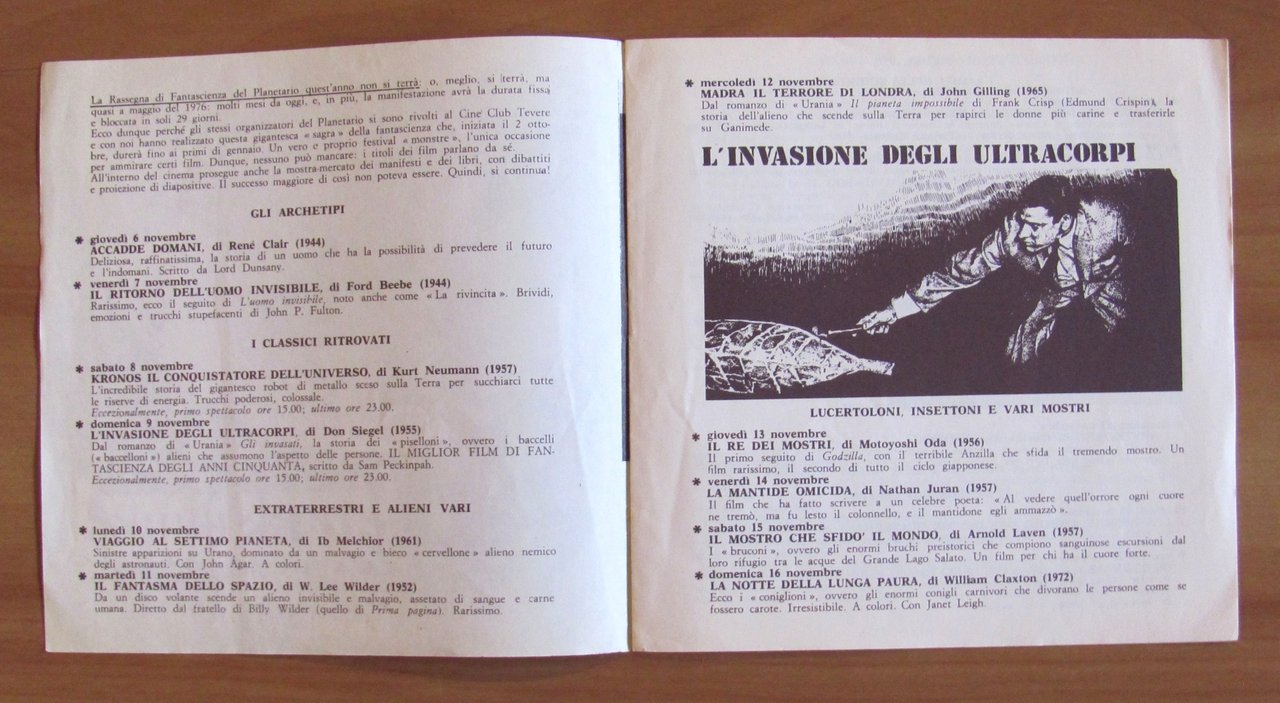 La Rassegna di Fantascienza del Planetario quest'anno non si terrà; o, meglio, si terrà, ma
quasi a maggio del 1976: molti mesi da oggi, e, in più, la manifestazione avrà la durata fissa
e bloccata in soli 29 giorni.
Ecco dunque perché gli stessi organizzatori del Planetario si sono rivolti al Cine Club Tevere
e con noi hanno realizzato questa gigantesca « sagra » della fantascienza che, iniziata il 2 otto-
bre, durerà fino ai primi di gennaio. Un vero e proprio festival « monstre », l'unica occasione
per ammirare certi film. Dunque, nessuno può mancare: i titoli dei film parlano da sé.
All'interno del cinema prosegue anche la mostra-mercato dei manifesti e dei libri, con dibattiti
e proiezione di diapositive. Il successo maggiore di così non poteva essere. Quindi, si continua!
GLI ARCHETIPI
* giovedì 6 novembre
ACCADDE DOMANI, di René Clair (1944)
Deliziosa, raffinatissima, la storia di un uomo che ha la possibilità di prevedere il futuro
e l'indomani. Scritto da Lord Dunsany.
* venerdì 7 novembre
IL RITORNO DELL'UOMO INVISIBILE, di Ford Beebe (1944)
Rarissimo, ecco il seguito di L'uomo invisibile, noto anche come « La rivincita ». Brividi,
emozioni e trucchi stupefacenti di John P. Fulton.
I CLASSICI RITROVATI
* sabato 8 novembre
KRONOS IL CONQUISTATORE DELL'UNIVERSO, di Kurt Neumann (1957)
L'incredibile storia del gigantesco robot di metallo sceso sulla Terra per succhiarci tutte
le riserve di energia. Trucchi poderosi, colossale.
Eccezionalmente, primo spettacolo ore 15.00; ultimo ore 23.00.
* domenica 9 novembre
L'INVASIONE DEGLI ULTRACORPI, di Don Siegel (1955)
Dal romanzo di « Urania » Gli invasati, la storia dei « piselloni », ovvero i baccelli
(« baccelloni ») alieni che assumono l'aspetto delle persone. IL MIGLIOR FILM DI FAN-
TASCIENZA DEGLI ANNI CINQUANTA, scritto da Sam Peckinpah.
Eccezionalmente, primo spettacolo ore 15.00; ultimo ore 23.00.
EXTRATERRESTRI E ALIENI VARI
* lunedì 10 novembre
VIAGGIO AL SETTIMO PIANETA, di Ib Melchior (1961)
Sinistre apparizioni su Urano, dominato da un malvagio e bieco « cervellone » alieno nemico
degli astronauti. Con John Agar. A colori.
* martedì 11 novembre
IL FANTASMA DELLO SPAZIO, di W. Lee Wilder (1952)
Da un disco volante scende un alieno invisibile e malvagio, assetato di sangue e carne
umana. Diretto dal fratello di Billy Wilder (quello di Prima pagina). Rarissimo.
* mercoledì 12 novembre
MADRA IL TERRORE DI LONDRA, di John Gilling (1965)
Dal romanzo di « Urania » Il pianeta impossibile di Frank Crisp (Edmund Crispin), la
storia dell'alieno che scende sulla Terra per rapirci le donne più carine e trasferirle
su Ganimede.
L'INVASIONE DEGLI ULTRACORPI
LUCERTOLONI, INSETTONI E VARI MOSTRI
* giovedì 13 novembre
IL RE DEI MOSTRI, di Motoyoshi Oda (1956)
Il primo seguito di Godzilla, con il terribile Anzilla che sfida il tremendo mostro. Un
film rarissimo, il secondo di tutto il ciclo giapponese.
* venerdì 14 novembre
LA MANTIDE OMICIDA, di Nathan Juran (1957)
Il film che ha fatto scrivere a un celebre poeta: « Al vedere quell'orrore ogni cuore
ne tremò, ma fu lesto il colonnello, e il mantidone egli ammazzò ».
* sabato 15 novembre
IL MOSTRO CHE SFIDO' IL MONDO, di Arnold Laven (1957)
I « bruconi », ovvero gli enormi bruchi preistorici che compiono sanguinose escursioni dal
loro rifugio tra le acque del Grande Lago Salato. Un film per chi ha il cuore forte.
* domenica 16 novembre
LA NOTTE DELLA LUNGA PAURA, di William Claxton (1972)
Ecco i « coniglioni », ovvero gli enormi conigli carnivori che divorano le persone come se
fossero carote. Irresistibile. A colori. Con Janet Leigh.